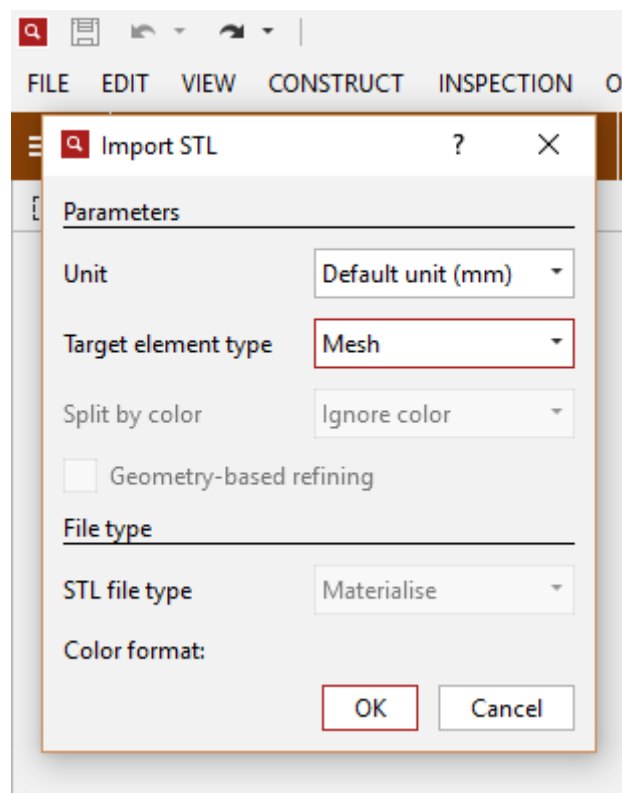 FILE EDIT VIEW CONSTRUCT INSPECTION O
Import STL ?
Parameters
Unit Default unit (mm)
Target element type Mesh
Split by color Ignore color
Geometry-based refining
File type
STL file type Materialise
Color format:
OK Cancel